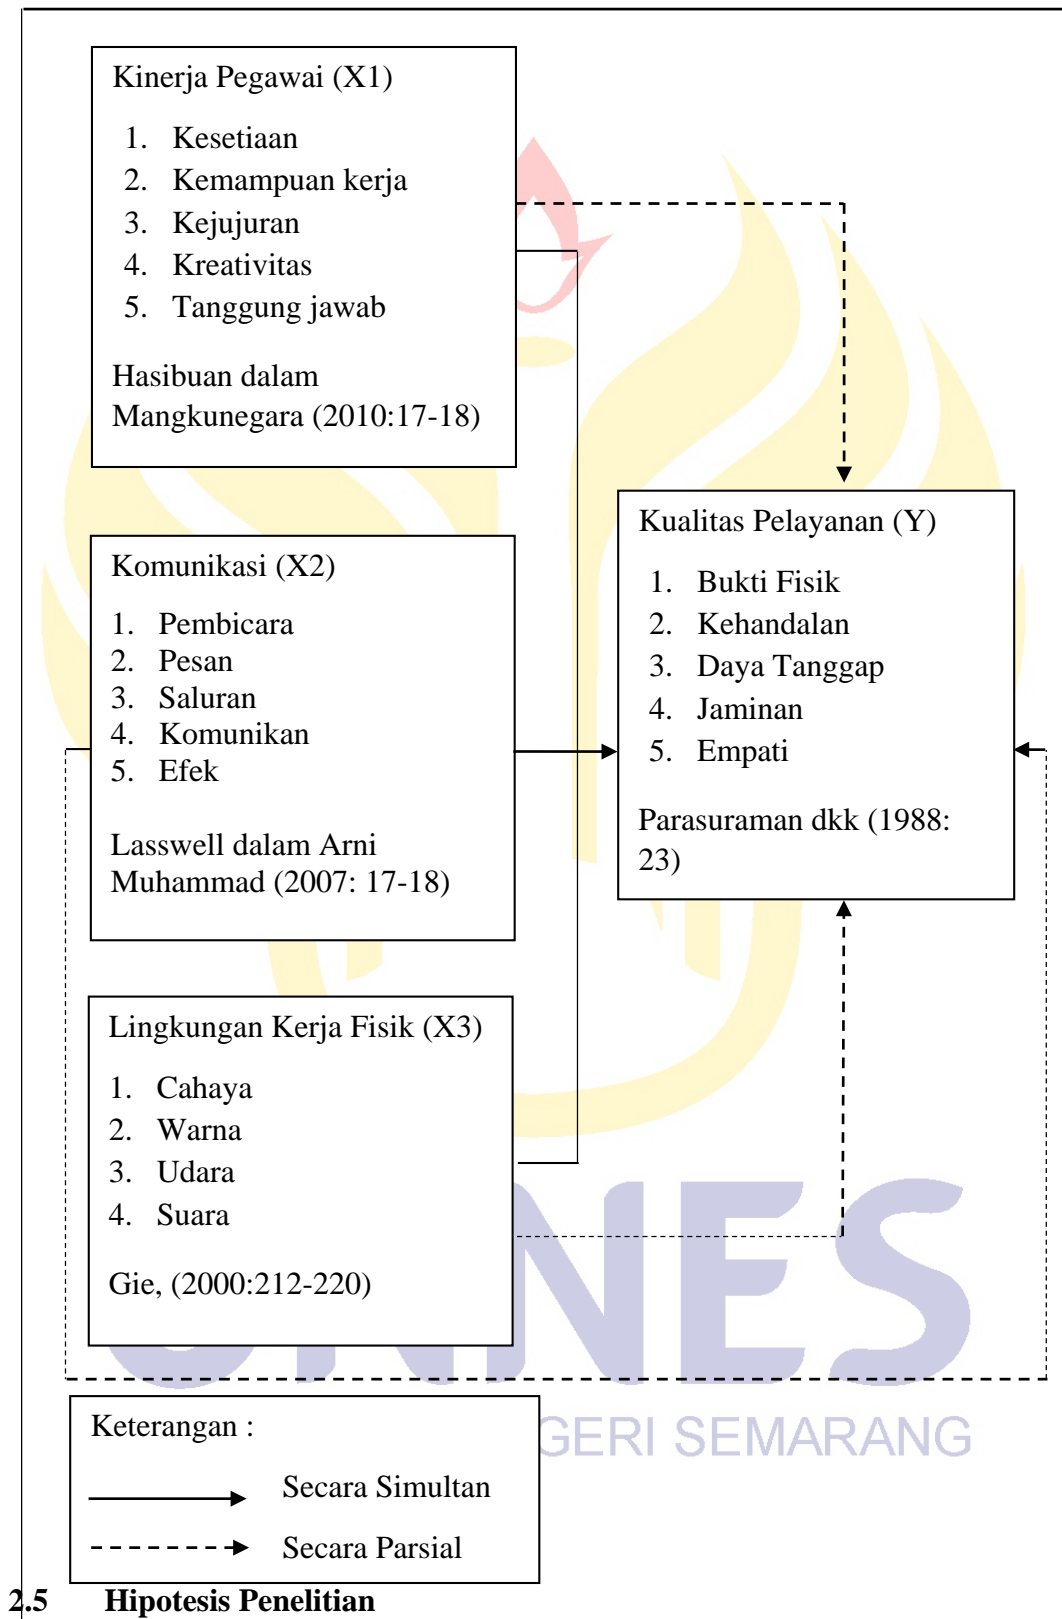 Kinerja Pegawai (X1)
1. Kesetiaan
2. Kemampuan kerja
3. Kejujuran
4. Kreativitas
5. Tanggung jawab
Hasibuan dalam
Mangkunegara (2010:17-18)
Komunikasi (X2)
1. Pembicara
2. Pesan
3. Saluran
4. Komunikan
5. Efek
Lasswell dalam Arni
Muhammad (2007: 17-18)
Lingkungan Kerja Fisik (X3)
1. Cahaya
2. Warna
3. Udara
4. Suara
Gie, (2000:212-220)
Kualitas Pelayanan (Y)
1. Bukti Fisik
2. Kehandalan
3. Daya Tanggap
4. Jaminan
5. Empati
Parasuraman dkk (1988:
23)
NNES
GERI SEMARANG
Keterangan :
Secara Simultan
Secara Parsial
2.5 Hipotesis Penelitian